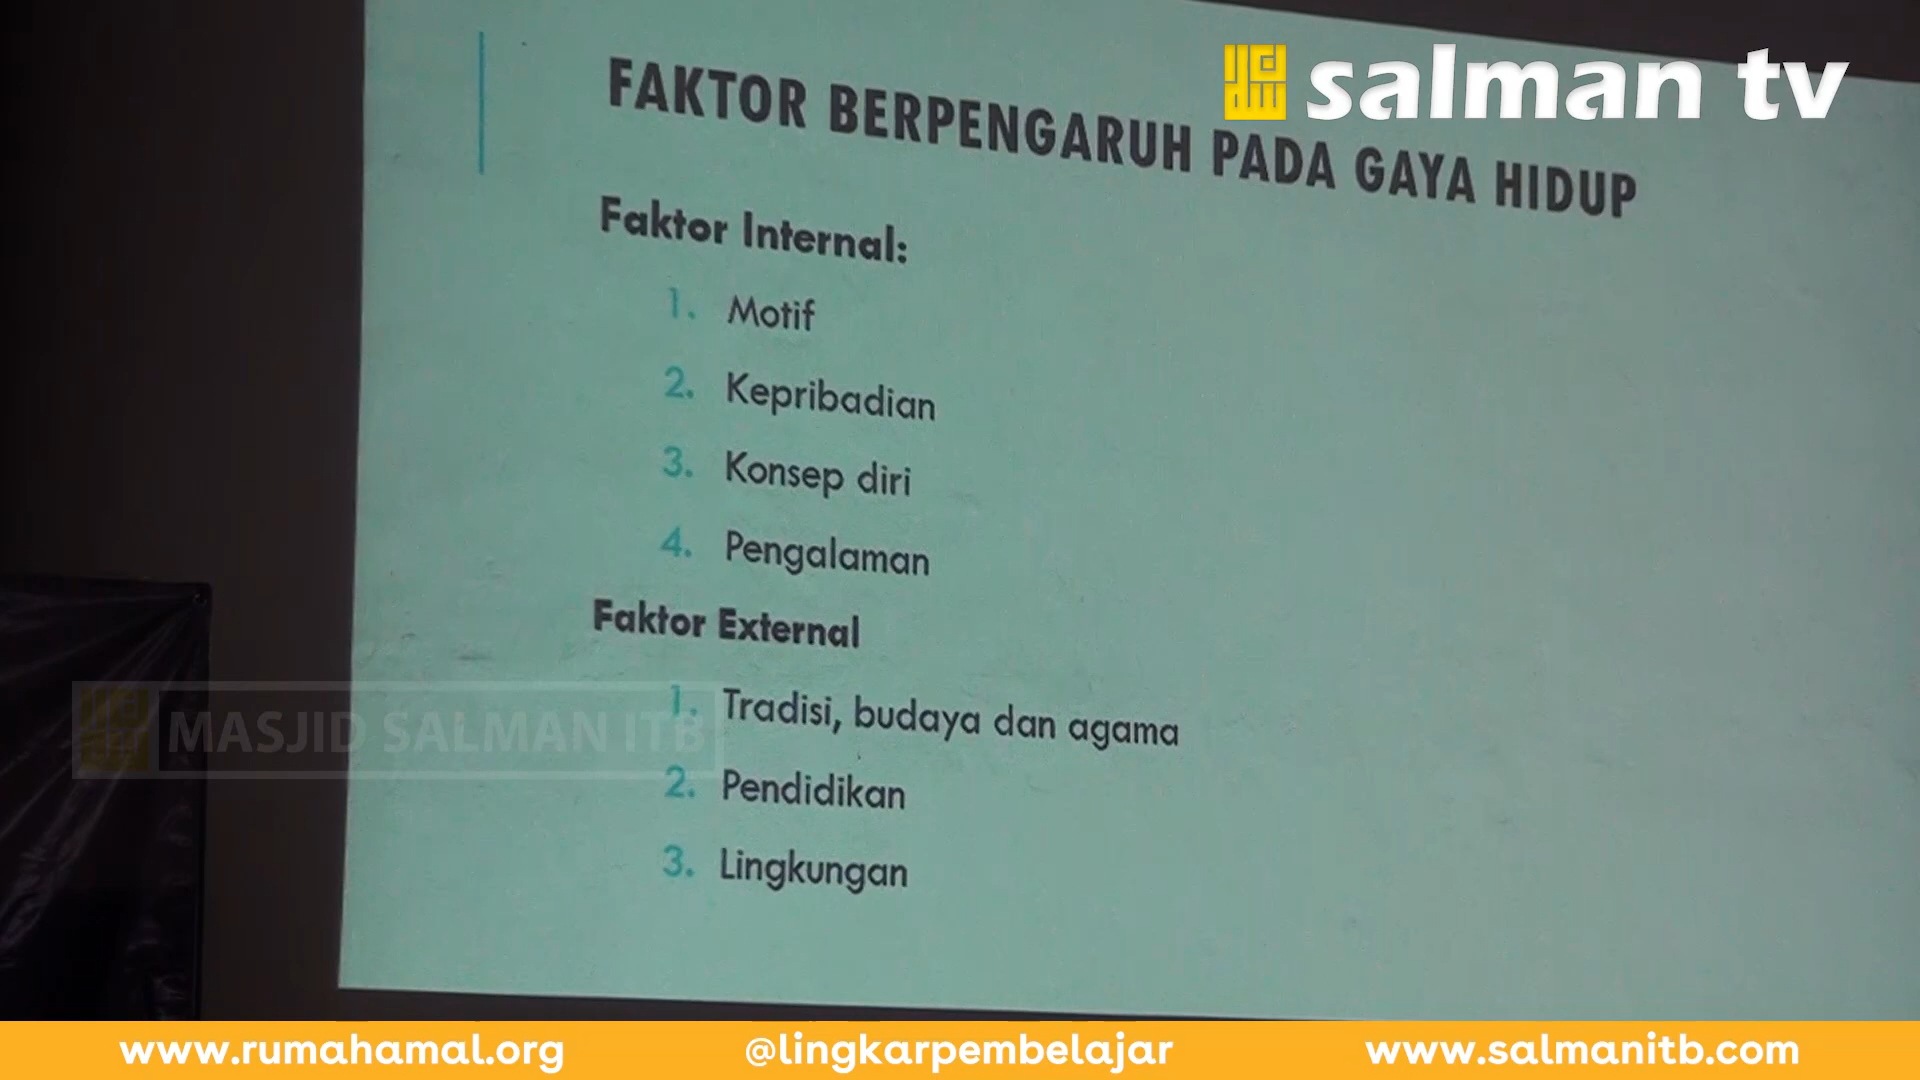 salman tv
FAKTOR BERPENGARUH PADA GAYA HIDUP
Faktor Internal:
1. Motif
2. Kepribadian
3. Konsep diri
4. Pengalaman
Faktor External
1. Tradisi, budaya dan agama
2. Pendidikan
3. Lingkungan
MASJID SALMAN ITB
www.rumahamal.org
@lingkarpembelajar
www.salmanitb.com